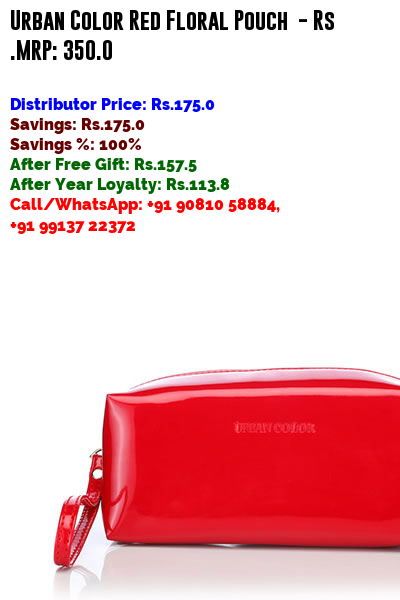 Urban Color Red Floral Pouch - Rs
.MRP: 350.0
Distributor Price: Rs.175.0
Savings: Rs.175.0
Savings %: 100%
After Free Gift: Rs.157.5
After Year Loyalty: Rs.113.8
Call/WhatsApp: +91 90810 58884,
+91 99137 22372
URBAN COLOR